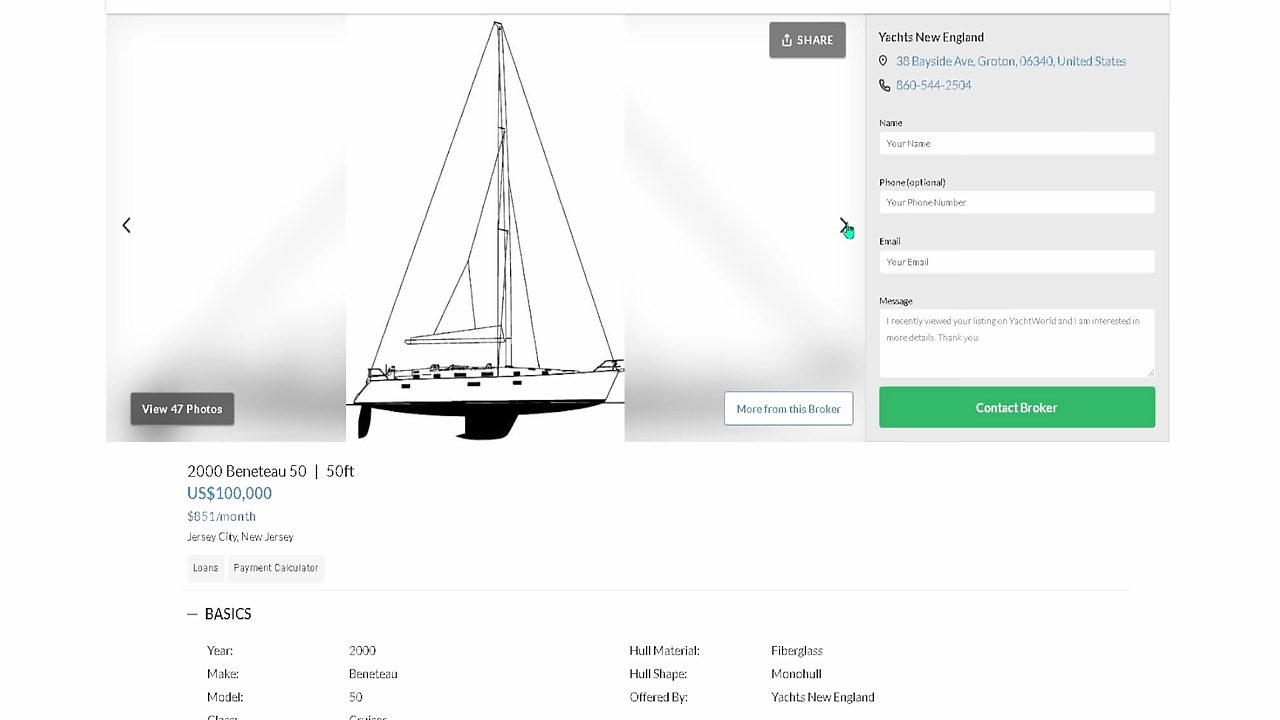 SHARE
View 47 Photos
More from this Broker
Yachts New England
38 Bayside Ave, Groton, 06340, United States
860-544-2504
Name
Your Name
Phone (optional)
Your Phone Number
Email
Your Email
Message
I recently viewed your listing on YachtWorld and I am interested in
more details. Thank you.
Contact Broker
2000 Beneteau 50 | 50ft
US$100,000
$851/month
Jersey City, New Jersey
Loans
Payment Calculator
— BASICS
Year: 2000 Hull Material: Fiberglass
Make: Beneteau Hull Shape: Monohull
Model: 50 Offered By: Yachts New England
Class: Cruiser